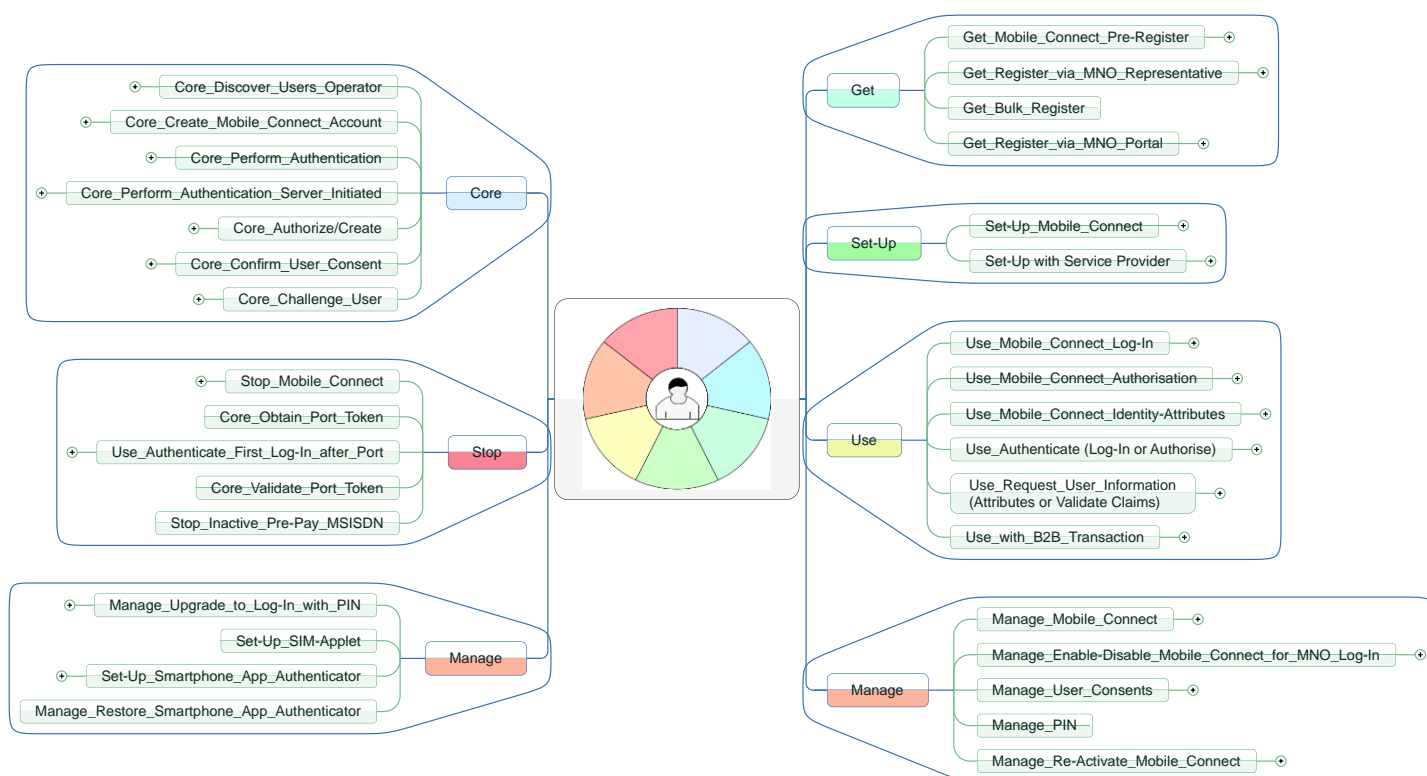 Core_Discover_Users_Operator
Core_Create_Mobile_Connect_Account
Core_Perform_Authentication
Core_Perform_Authentication_Server_Initiated
Core_Authorize/Create
Core_Confirm_User_Consent
Core_Challenge_User
Core
Stop_Mobile_Connect
Core_Obtain_Port_Token
Use_Authenticate_First_Log-In_after_Port
Core_Validate_Port_Token
Stop_Inactive_Pre-Pay_MSISDN
Stop
Manage_Upgrade_to_Log-In_with_PIN
Set-Up_SIM-Applet
Set-Up_Smartphone_App_Authenticator
Manage_Restore_Smartphone_App_Authenticator
Manage
Get
Get_Mobile_Connect_Pre-Register
Get_Register_via_MNO_Representative
Get_Bulk_Register
Get_Register_via_MNO_Portal
Set-Up
Set-Up_Mobile_Connect
Set-Up with Service Provider
Use
Use_Mobile_Connect_Log-In
Use_Mobile_Connect_Authorisation
Use_Mobile_Connect_Identity-Attributes
Use_Authenticate (Log-In or Authorise)
Use_Request_User_Information
(Attributes or Validate Claims)
Use_with_B2B_Transaction
Manage
Manage_Mobile_Connect
Manage_Enable-Disable_Mobile_Connect_for_MNO_Log-In
Manage_User_Consents
Manage_PIN
Manage_Re-Activate_Mobile_Connect